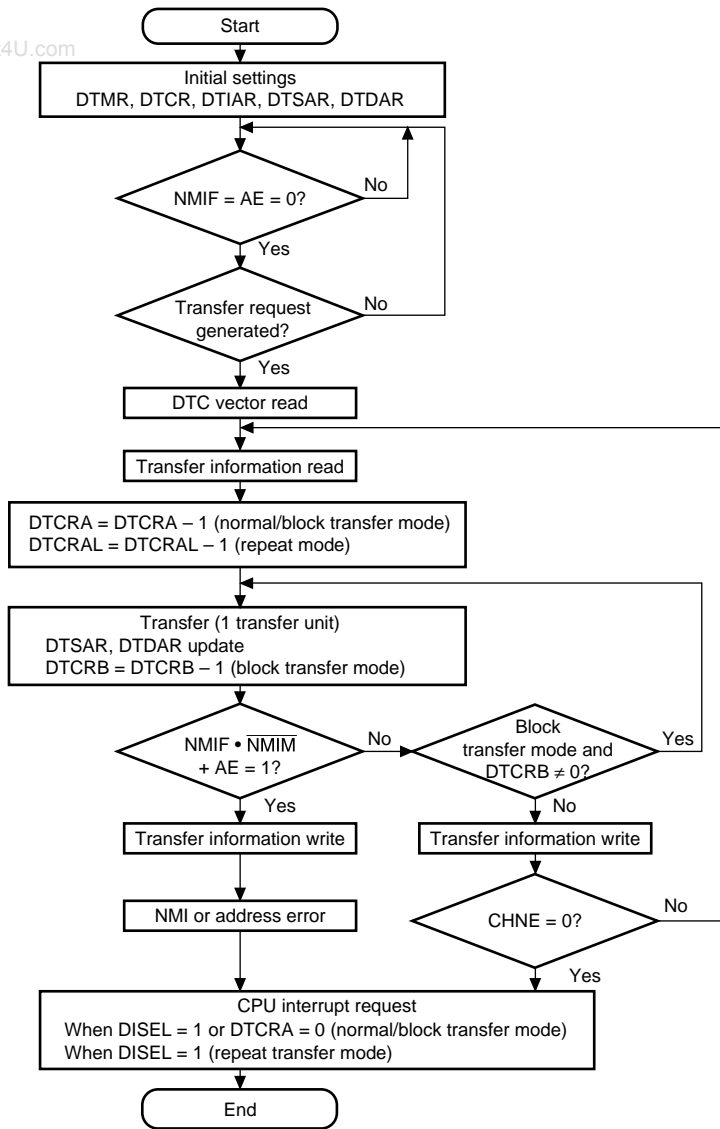 Start
4U.com
Initial settings
DTMR, DTCR, DTIAR, DTSAR, DTDAR
NMIF = AE = 0?
No
Yes
Transfer request
generated?
No
Yes
DTC vector read
Transfer information read
DTCRA = DTCRA – 1 (normal/block transfer mode)
DTCRAL = DTCRAL – 1 (repeat mode)
Transfer (1 transfer unit)
DTSAR, DTDAR update
DTCRB = DTCRB – 1 (block transfer mode)
NMIF • N̅M̅I̅M̅
+ AE = 1?
No
Yes
Block
transfer mode and
DTCRB ≠ 0?
Yes
No
Transfer information write
Transfer information write
NMI or address error
CHNE = 0?
No
Yes
CPU interrupt request
When DISEL = 1 or DTCRA = 0 (normal/block transfer mode)
When DISEL = 1 (repeat transfer mode)
End